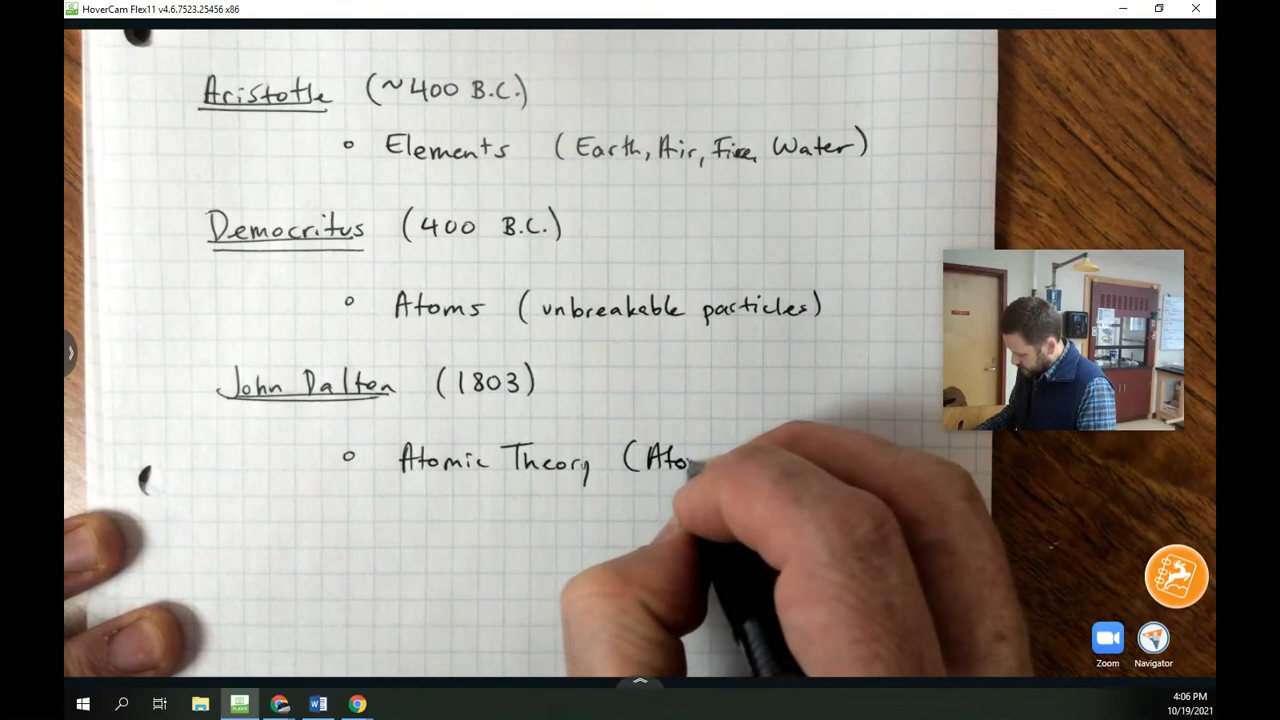 HoverCam Flex11 v4.6.7523.25456 x86
Aristotle (~400 B.C.)
° Elements (Earth, Air, Fire, Water)
Democritus (400 B.C.)
° Atoms (unbreakable particles)
John Dalton (1803)
° Atomic Theory (Ato
Zoom
Navigator
4:06 PM
10/19/2021